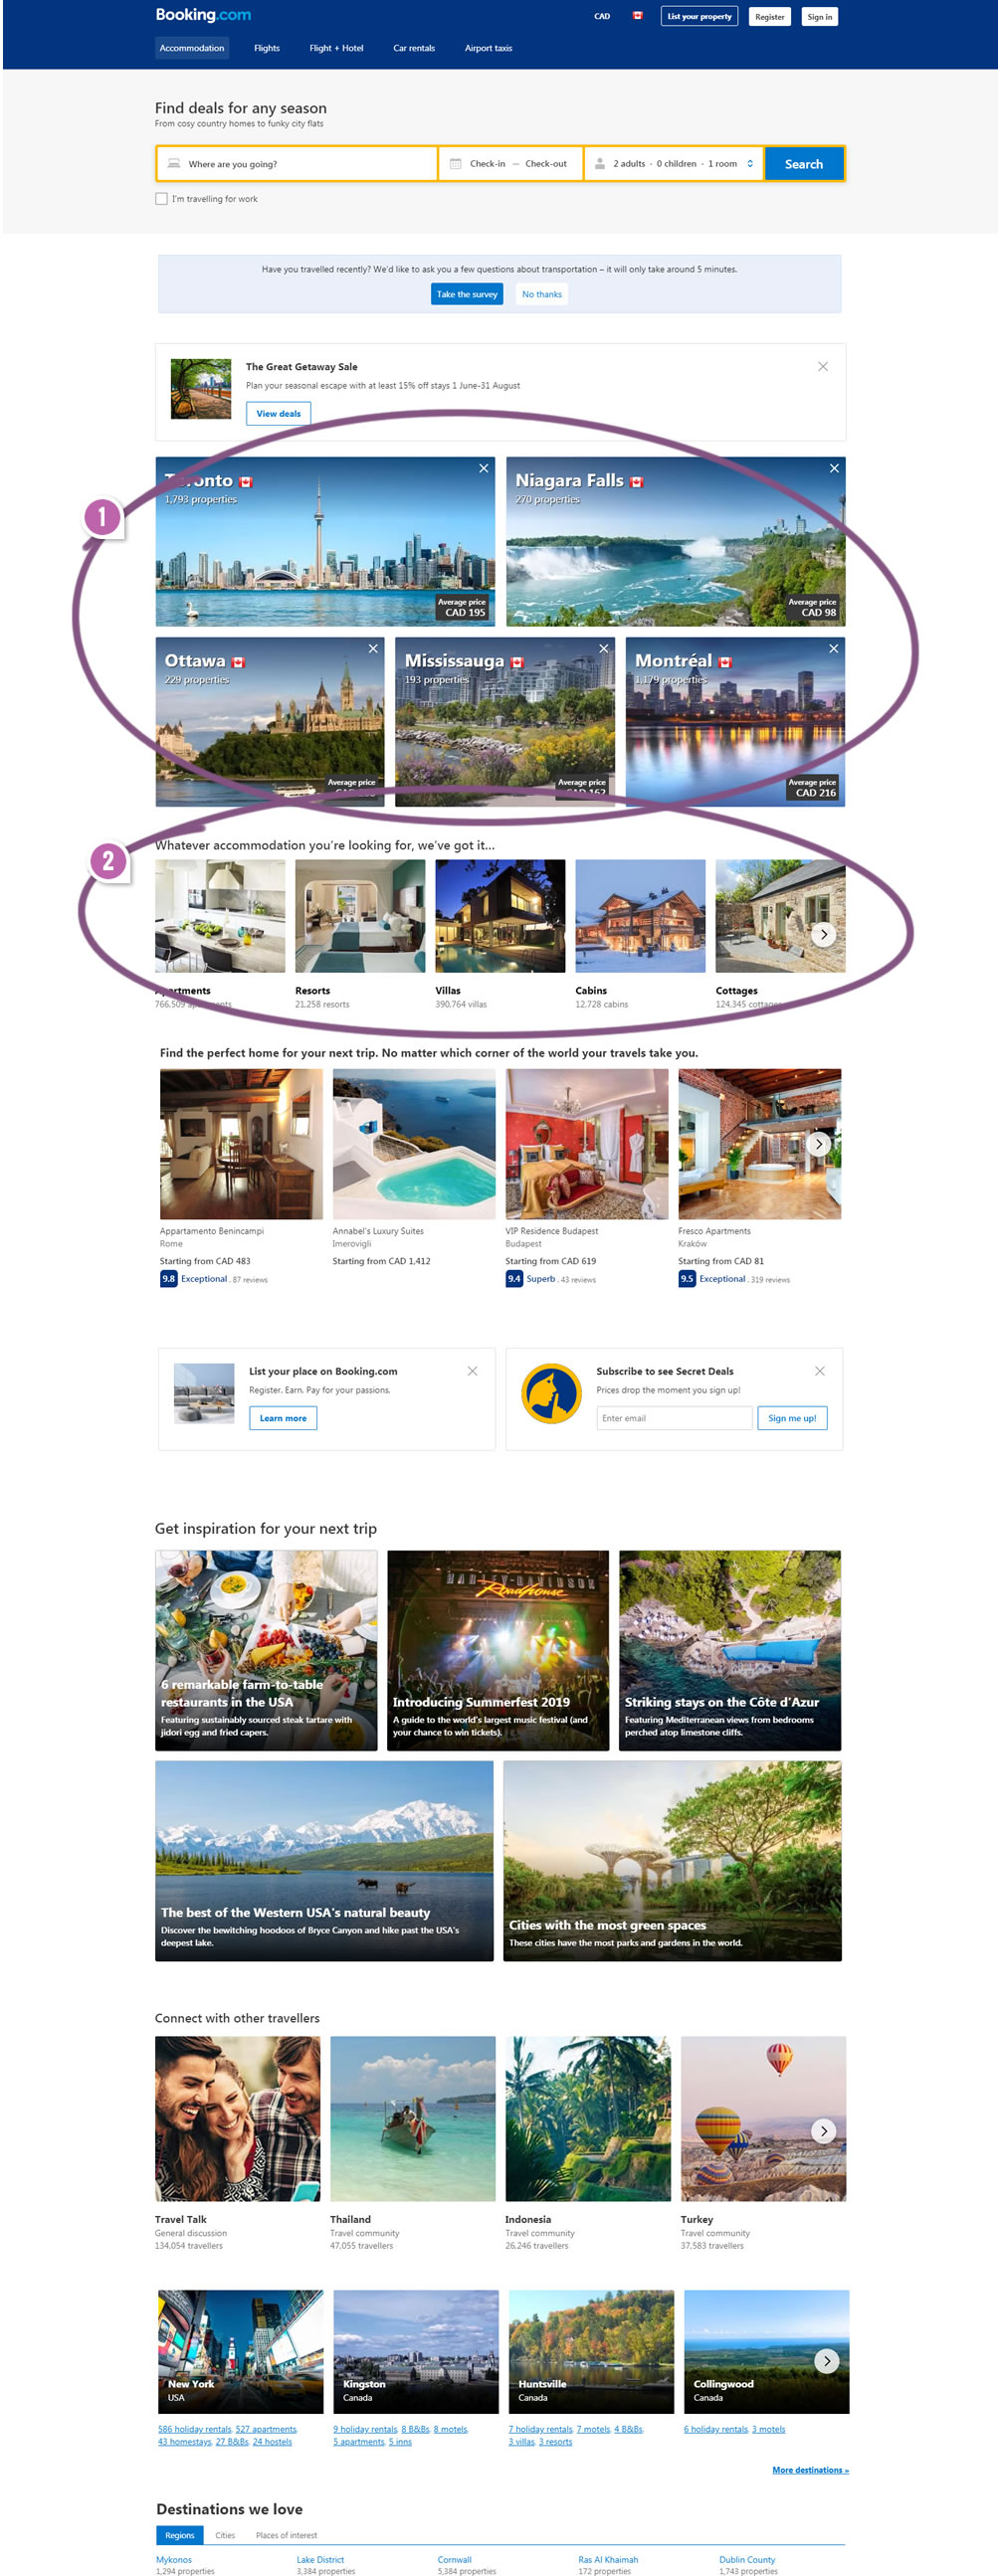 Booking.com
CAD
List your property
Register
Sign in
Accommodation
Flights
Flight + Hotel
Car rentals
Airport taxis
Find deals for any season
From cosy country homes to funky city flats
Where are you going?
Check-in — Check-out
2 adults · 0 children · 1 room
Search
I'm travelling for work
Have you travelled recently? We'd like to ask you a few questions about transportation – it will only take around 5 minutes.
Take the survey
No thanks
The Great Getaway Sale
Plan your seasonal escape with at least 15% off stays 1 June-31 August
View deals
1
Toronto
1,793 properties
Average price
CAD 195
Niagara Falls
270 properties
Average price
CAD 98
Ottawa
229 properties
Average price
CAD
Mississauga
193 properties
Average price
CAD 162
Montréal
1,179 properties
Average price
CAD 216
2
Whatever accommodation you're looking for, we've got it...
Apartments
766,509 apartments
Resorts
21,258 resorts
Villas
390,764 villas
Cabins
12,728 cabins
Cottages
124,345 cottages
Find the perfect home for your next trip. No matter which corner of the world your travels take you.
Appartamento Benincampi
Rome
Starting from CAD 483
9.8 Exceptional . 87 reviews
Annabel's Luxury Suites
Imerovigli
Starting from CAD 1,412
VIP Residence Budapest
Budapest
Starting from CAD 619
9.4 Superb . 43 reviews
Fresco Apartments
Kraków
Starting from CAD 81
9.5 Exceptional . 319 reviews
List your place on Booking.com
Register. Earn. Pay for your passions.
Learn more
Subscribe to see Secret Deals
Prices drop the moment you sign up!
Enter email
Sign me up!
Get inspiration for your next trip
6 remarkable farm-to-table
restaurants in the USA
Featuring sustainably sourced steak tartare with
jidori egg and fried capers.
HARLEY-DAVIDSON
Roadhouse
Introducing Summerfest 2019
A guide to the world's largest music festival (and
your chance to win tickets).
Striking stays on the Côte d'Azur
Featuring Mediterranean views from bedrooms
perched atop limestone cliffs.
The best of the Western USA's natural beauty
Discover the bewitching hoodoos of Bryce Canyon and hike past the USA's
deepest lake.
Cities with the most green spaces
These cities have the most parks and gardens in the world.
Connect with other travellers
Travel Talk
General discussion
134,054 travellers
Thailand
Travel community
47,055 travellers
Indonesia
Travel community
26,246 travellers
Turkey
Travel community
37,583 travellers
New York
USA
586 holiday rentals, 527 apartments,
43 homestays, 27 B&Bs, 24 hostels
Kingston
Canada
9 holiday rentals, 8 B&Bs, 8 motels,
5 apartments, 5 inns
Huntsville
Canada
7 holiday rentals, 7 motels, 4 B&Bs,
3 villas, 3 resorts
Collingwood
Canada
6 holiday rentals, 3 motels
More destinations »
Destinations we love
Regions
Cities
Places of interest
Mykonos
1,294 properties
Lake District
3,384 properties
Cornwall
5,384 properties
Ras Al Khaimah
172 properties
Dublin County
1,743 properties